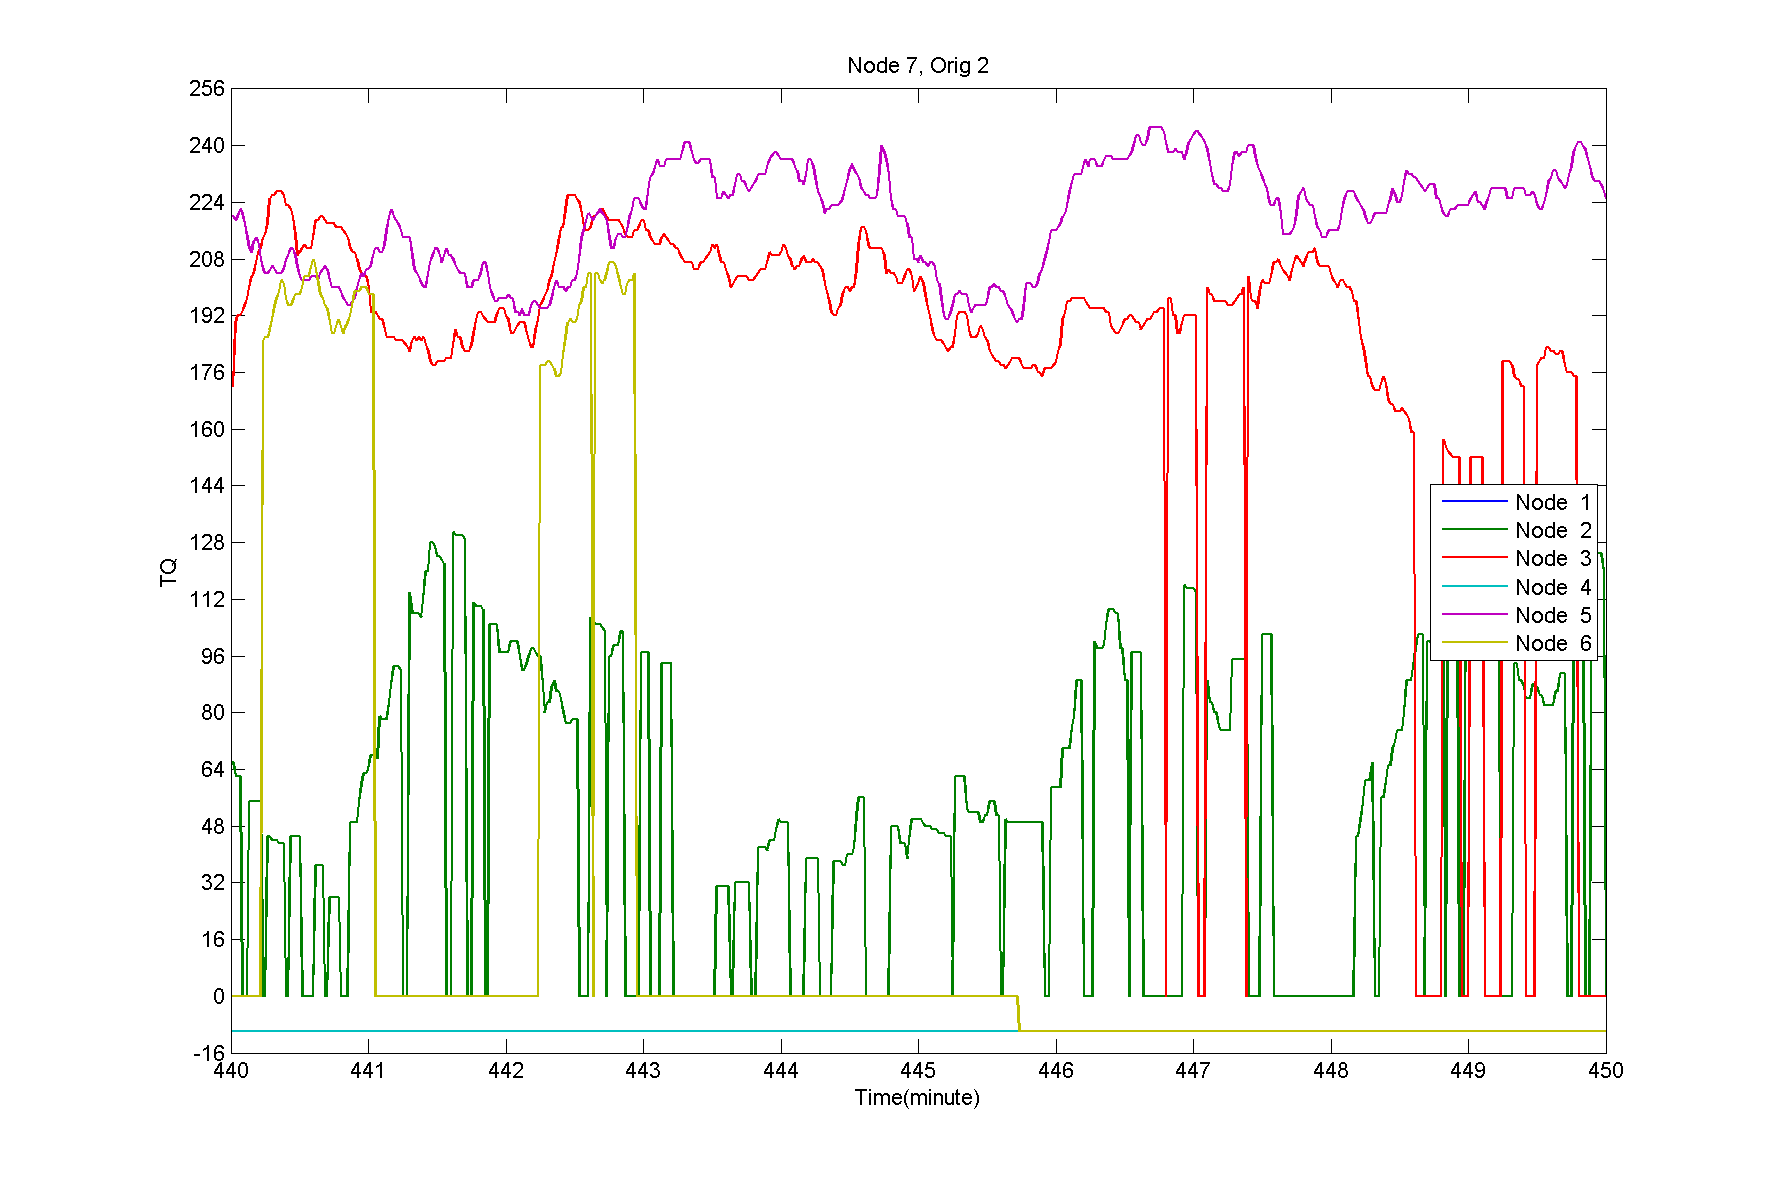 Node 7, Orig 2
256
240
224
208
192
176
160
144
128
112
96
80
64
48
32
16
0
-16
TQ
Node 1
Node 2
Node 3
Node 4
Node 5
Node 6
440 441 442 443 444 445 446 447 448 449 450
Time(minute)